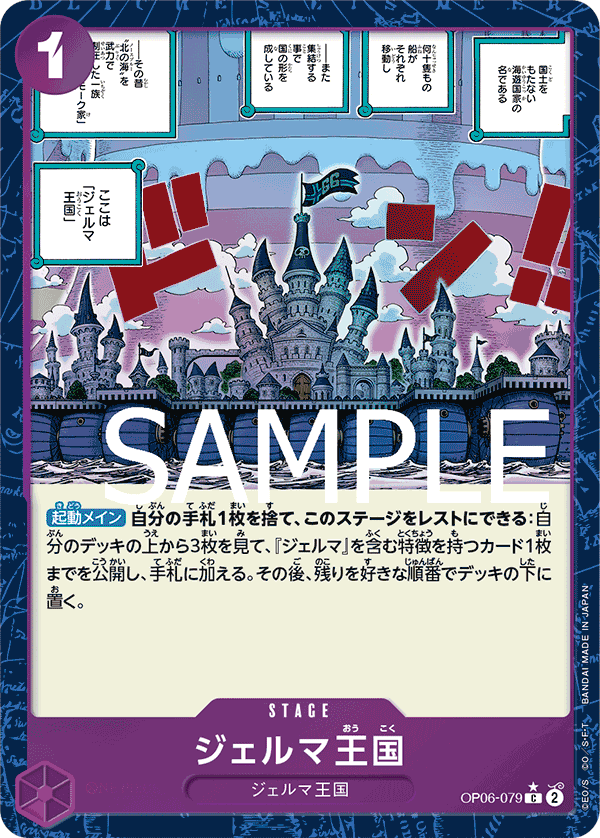 1
国土を
もたない
海遊国家の
名である
何十隻もの
船が
それぞれ
移動し
―また
集結する
事で
国の形を
成している
―その昔
"北の海"を
武力で
制圧した一族
ここは
「ジェルマ
王国」
ドン!!
JL66
SAMPLE
起動メイン 自分の手札1枚を捨て、このステージをレストにできる:自
分のデッキの上から3枚を見て、『ジェルマ』を含む特徴を持つカード1枚
までを公開し、手札に加える。その後、残りを好きな順番でデッキの下に
置く。
STAGE
ジェルマ王国
ジェルマ王国
OP06-079 C 2
©EO/S ©O/S・F・T BANDAI MADE IN JAPAN